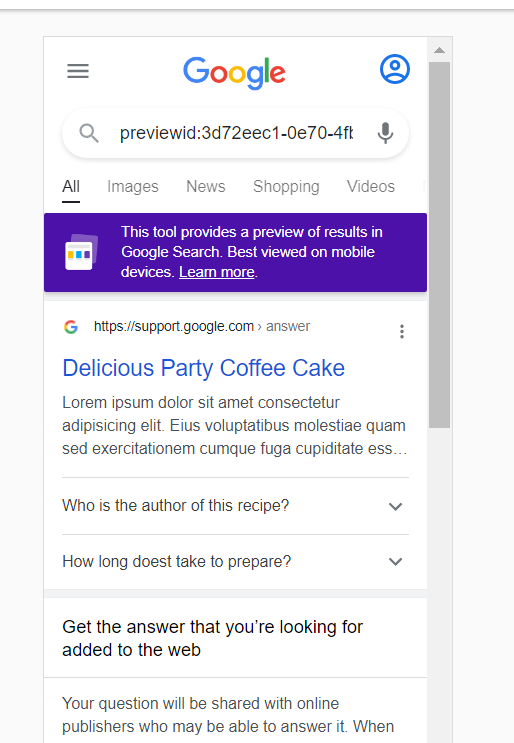 Google
previewid:3d72eec1-0e70-4fb
All Images News Shopping Videos
This tool provides a preview of results in
Google Search. Best viewed on mobile
devices. Learn more.
https://support.google.com › answer
Delicious Party Coffee Cake
Lorem ipsum dolor sit amet consectetur
adipisicing elit. Eius voluptatibus molestiae quam
sed exercitationem cumque fuga cupiditate ess...
Who is the author of this recipe?
How long doest take to prepare?
Get the answer that you’re looking for
added to the web
Your question will be shared with online
publishers who may be able to answer it. When